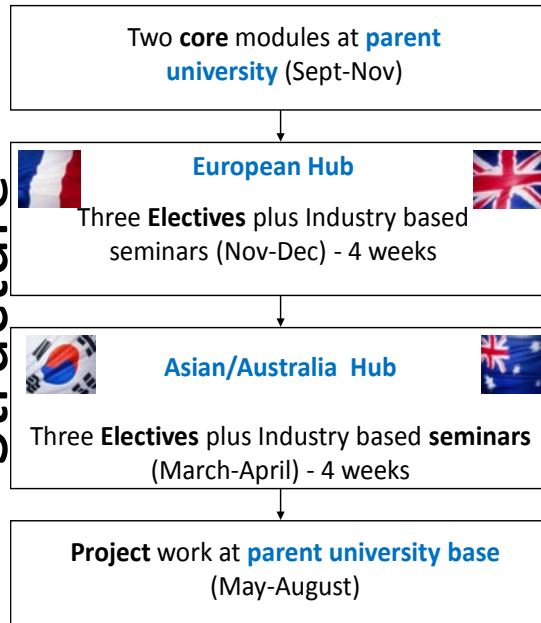 Two core modules at parent
university (Sept-Nov)
European Hub
Three Electives plus Industry based
seminars (Nov-Dec) - 4 weeks
Asian/Australia Hub
Three Electives plus Industry based seminars
(March-April) - 4 weeks
Project work at parent university base
(May-August)